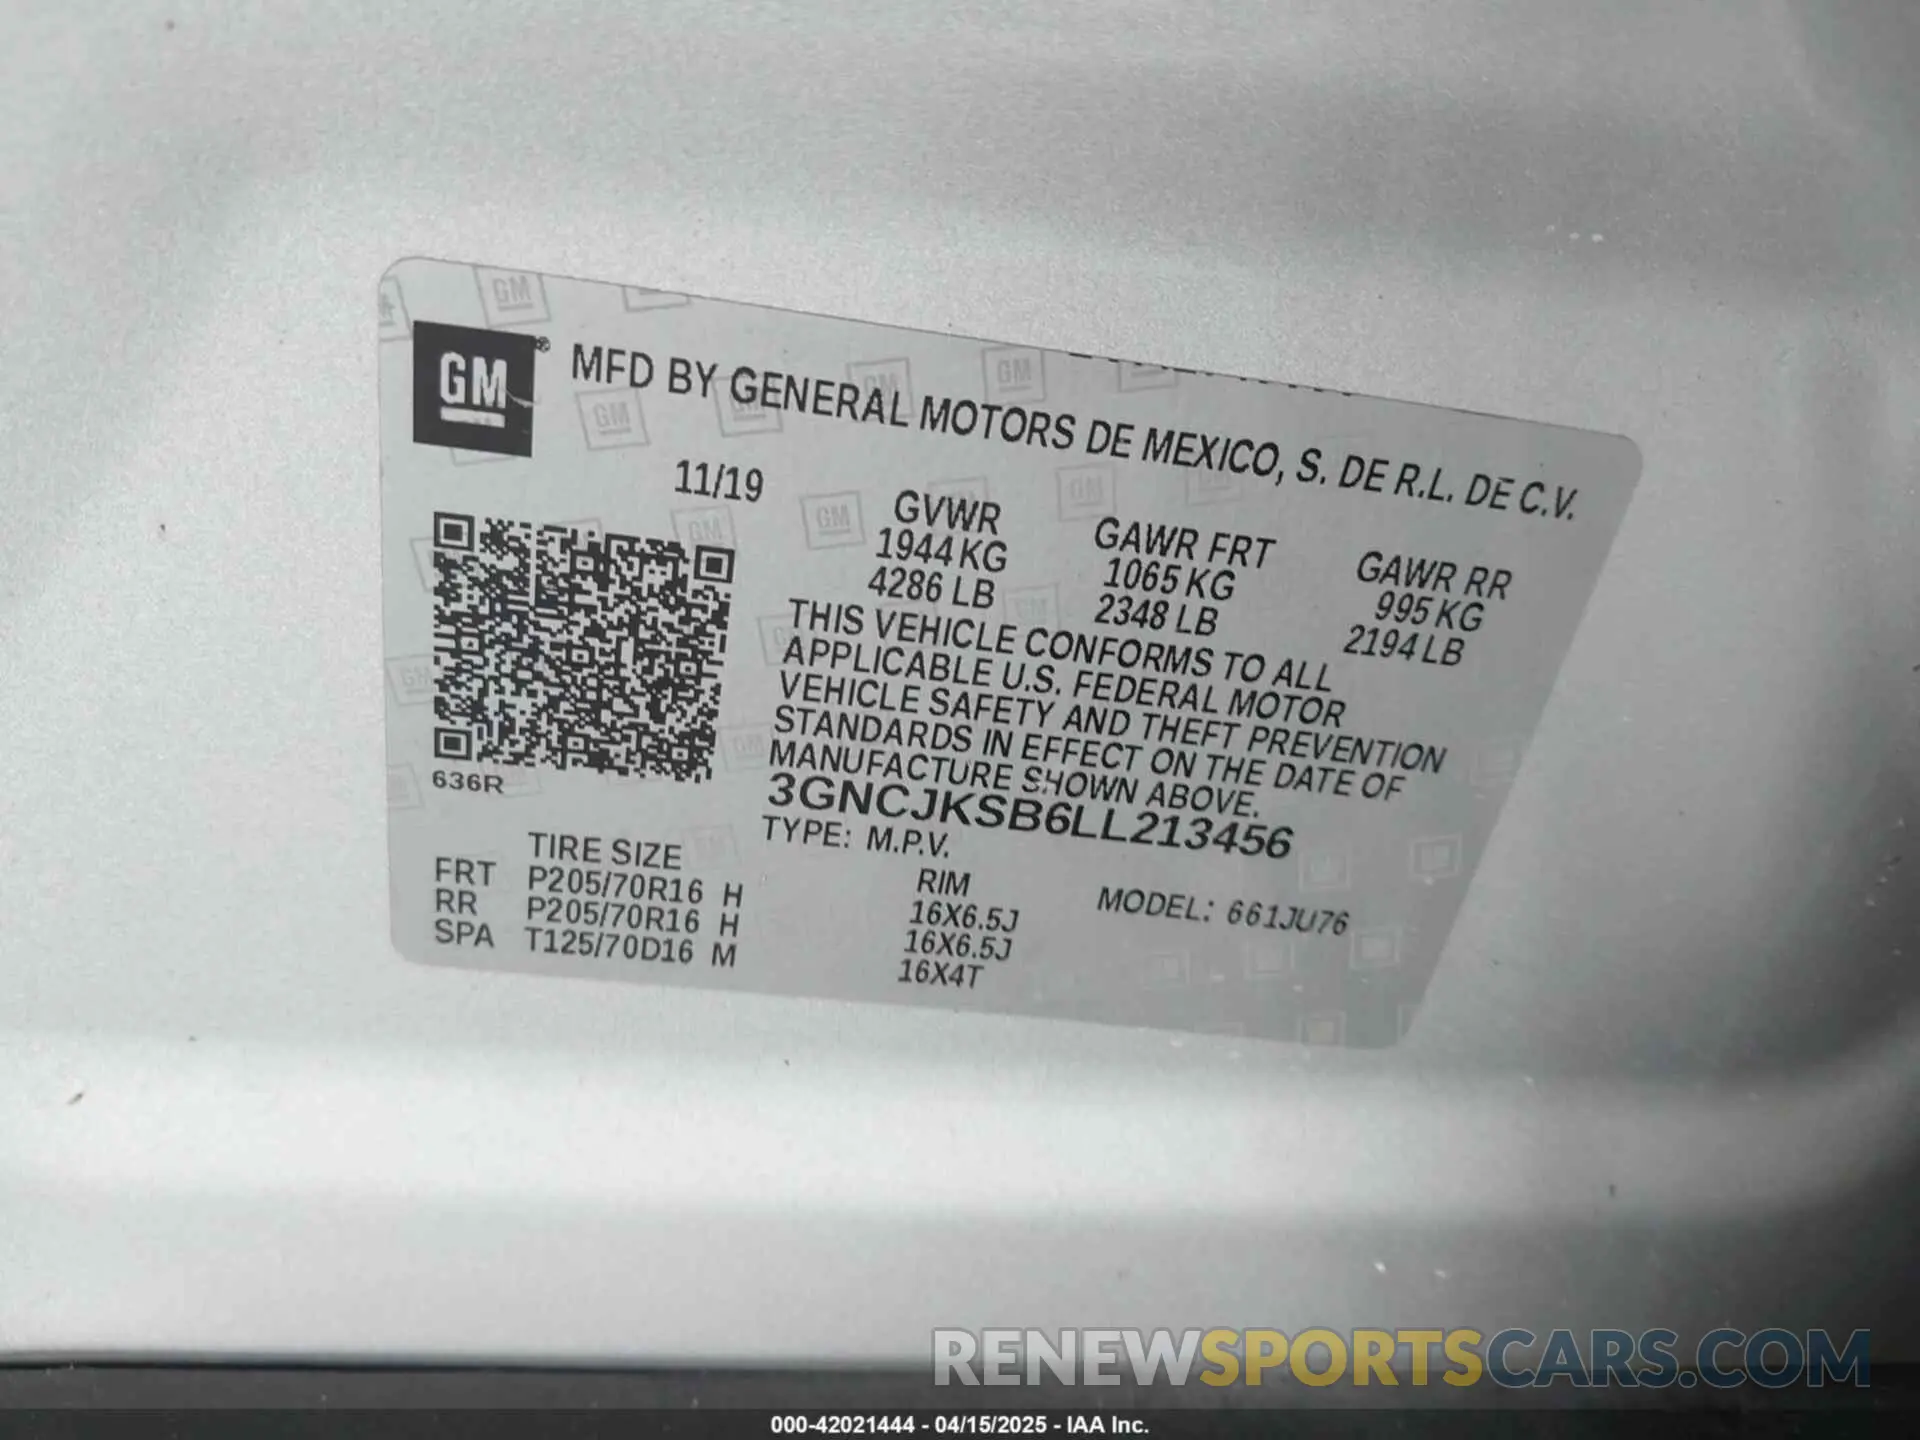 GM® MFD BY GENERAL MOTORS DE MEXICO, S. DE R.L. DE C.V.
11/19
GVWR GAWR FRT GAWR RR
1944 KG 1065 KG 995 KG
4286 LB 2348 LB 2194 LB
THIS VEHICLE CONFORMS TO ALL
APPLICABLE U.S. FEDERAL MOTOR
VEHICLE SAFETY AND THEFT PREVENTION
STANDARDS IN EFFECT ON THE DATE OF
MANUFACTURE SHOWN ABOVE.
636R
3GNCJKSB6LL213456
TYPE: M.P.V.
MODEL: 661JU76
TIRE SIZE RIM
FRT P205/70R16 H 16X6.5J
RR P205/70R16 H 16X6.5J
SPA T125/70D16 M 16X4T
RENEWSPORTSCARS.COM
000-42021444 - 04/15/2025 - IAA Inc.